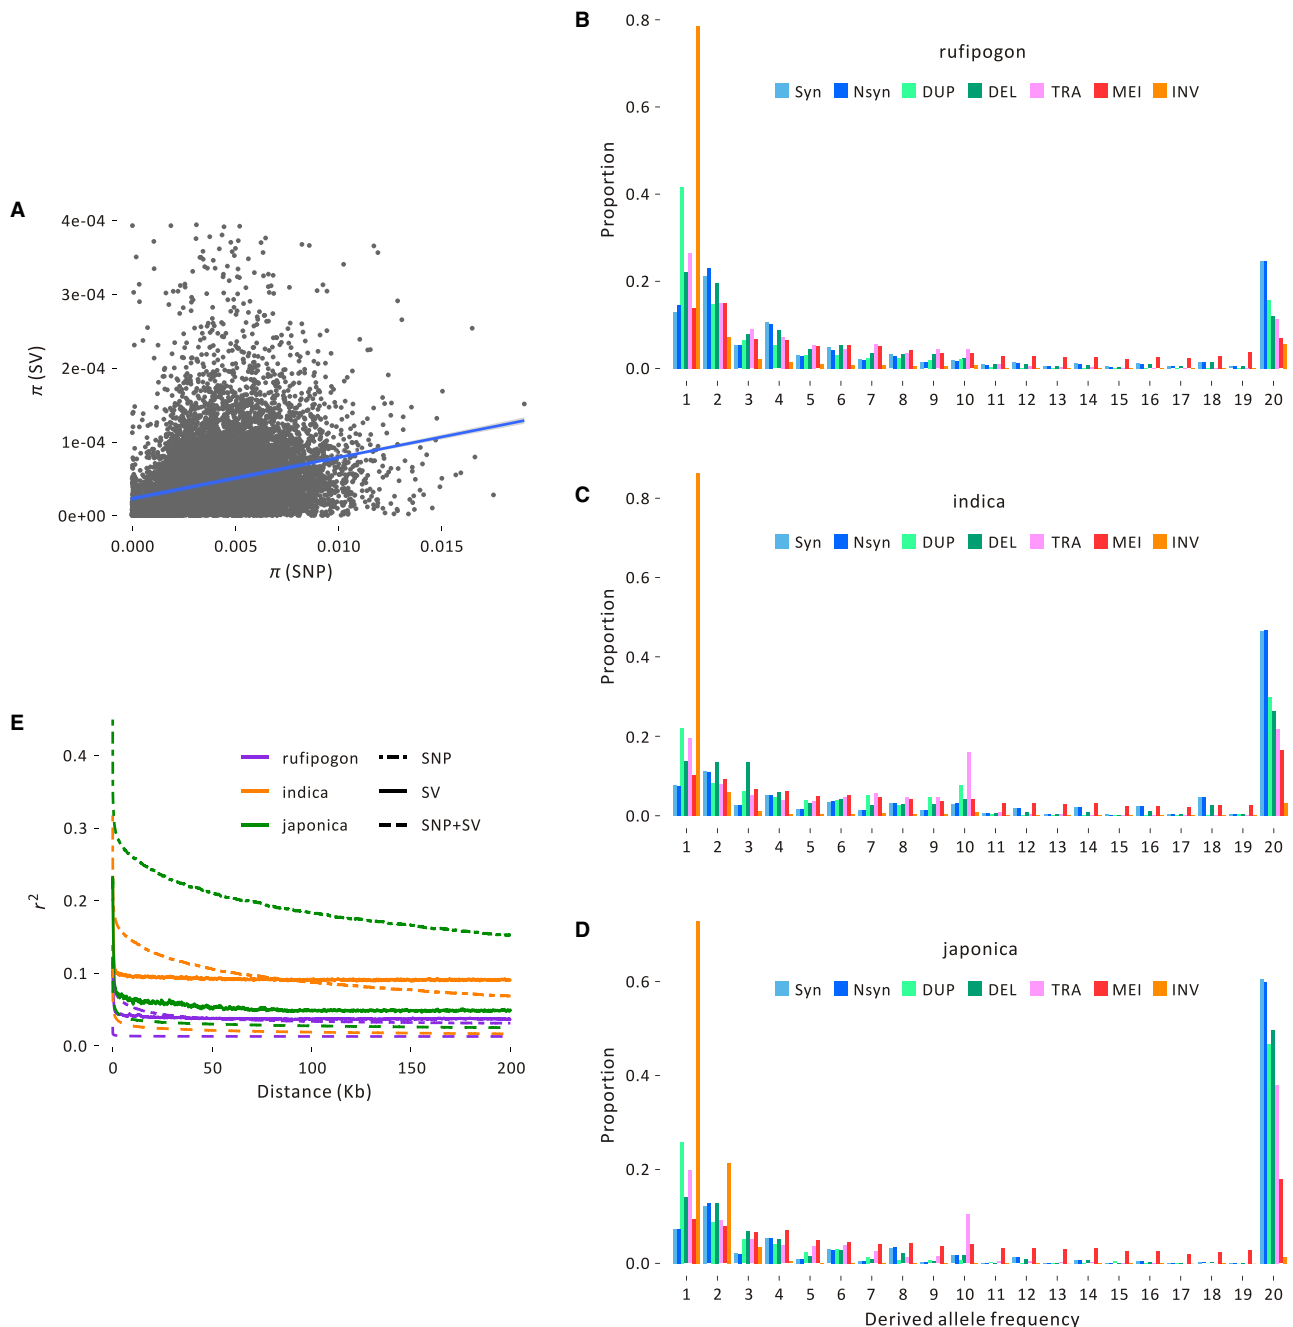 A
4e-04
3e-04
2e-04
1e-04
0e+00
π (SV)
0.000 0.005 0.010 0.015
π (SNP)
B
rufipogon
Syn Nsyn DUP DEL TRA MEI INV
0.8
0.6
0.4
0.2
0.0
Proportion
1 2 3 4 5 6 7 8 9 10 11 12 13 14 15 16 17 18 19 20
C
indica
Syn Nsyn DUP DEL TRA MEI INV
0.8
0.6
0.4
0.2
0.0
Proportion
1 2 3 4 5 6 7 8 9 10 11 12 13 14 15 16 17 18 19 20
D
japonica
Syn Nsyn DUP DEL TRA MEI INV
0.6
0.4
0.2
0.0
Proportion
1 2 3 4 5 6 7 8 9 10 11 12 13 14 15 16 17 18 19 20
Derived allele frequency
E
rufipogon SNP
indica SV
japonica SNP+SV
0.4
0.3
0.2
0.1
0.0
r²
0 50 100 150 200
Distance (Kb)